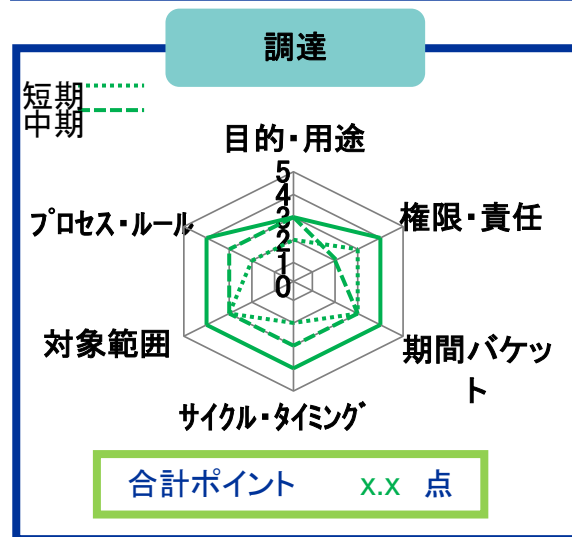 調達
短期
中期
目的・用途
5
4
3
2
1
0
権限・責任
期間バケッ
ト
サイクル・タイミング
対象範囲
プロセス・ルール
合計ポイント x.x 点